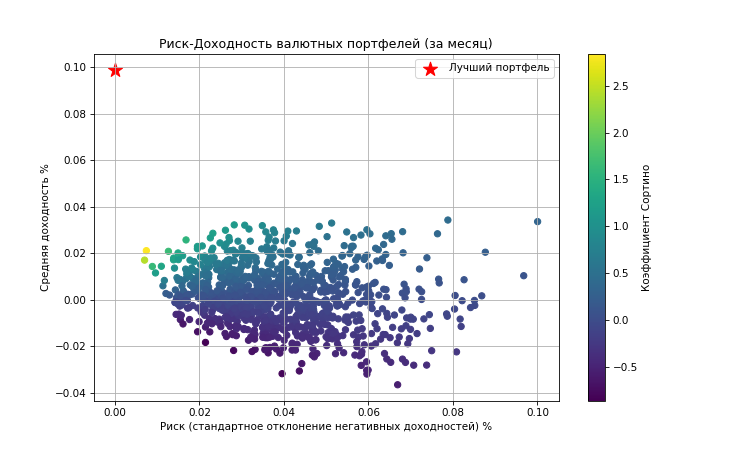 Риск-Доходность валютных портфелей (за месяц)
Лучший портфель
Средняя доходность %
0.10
0.08
0.06
0.04
0.02
0.00
−0.02
−0.04
0.00 0.02 0.04 0.06 0.08 0.10
Риск (стандартное отклонение негативных доходностей) %
2.5
2.0
1.5
1.0
0.5
0.0
−0.5
Коэффициент Сортино